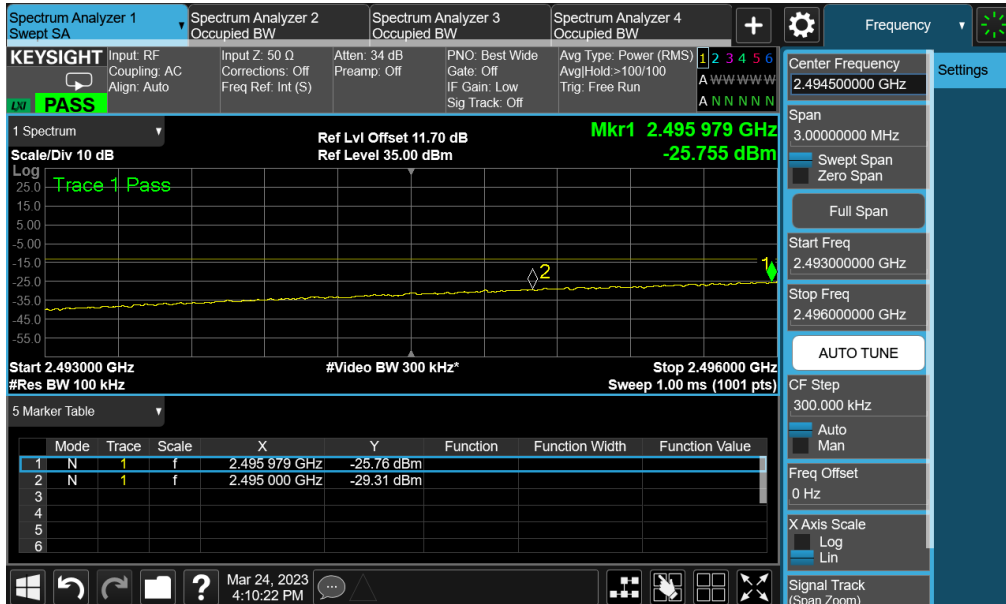 Spectrum Analyzer 1
Swept SA
Spectrum Analyzer 2
Occupied BW
Spectrum Analyzer 3
Occupied BW
Spectrum Analyzer 4
Occupied BW
+
Frequency
KEYSIGHT
LXI
PASS
Input: RF
Coupling: AC
Align: Auto
Input Z: 50 Ω
Corrections: Off
Freq Ref: Int (S)
Atten: 34 dB
Preamp: Off
PNO: Best Wide
Gate: Off
IF Gain: Low
Sig Track: Off
Avg Type: Power (RMS)
Avg|Hold:>100/100
Trig: Free Run
1 2 3 4 5 6
A W W W W W
A N N N N N
1 Spectrum
Scale/Div 10 dB
Ref Lvl Offset 11.70 dB
Ref Level 35.00 dBm
Mkr1 2.495 979 GHz
-25.755 dBm
Log
Trace 1 Pass
25.0
15.0
5.00
-5.00
-15.0
-25.0
-35.0
-45.0
-55.0
2
1
Start 2.493000 GHz
#Res BW 100 kHz
#Video BW 300 kHz*
Stop 2.496000 GHz
Sweep 1.00 ms (1001 pts)
5 Marker Table
Mode Trace Scale X Y Function Function Width Function Value
1 N 1 f 2.495 979 GHz -25.76 dBm
2 N 1 f 2.495 000 GHz -29.31 dBm
3
4
5
6
?
Mar 24, 2023
4:10:22 PM
Center Frequency
2.494500000 GHz
Span
3.00000000 MHz
Swept Span
Zero Span
Full Span
Start Freq
2.493000000 GHz
Stop Freq
2.496000000 GHz
AUTO TUNE
CF Step
300.000 kHz
Auto
Man
Freq Offset
0 Hz
X Axis Scale
Log
Lin
Signal Track
(Span Zoom)
Settings